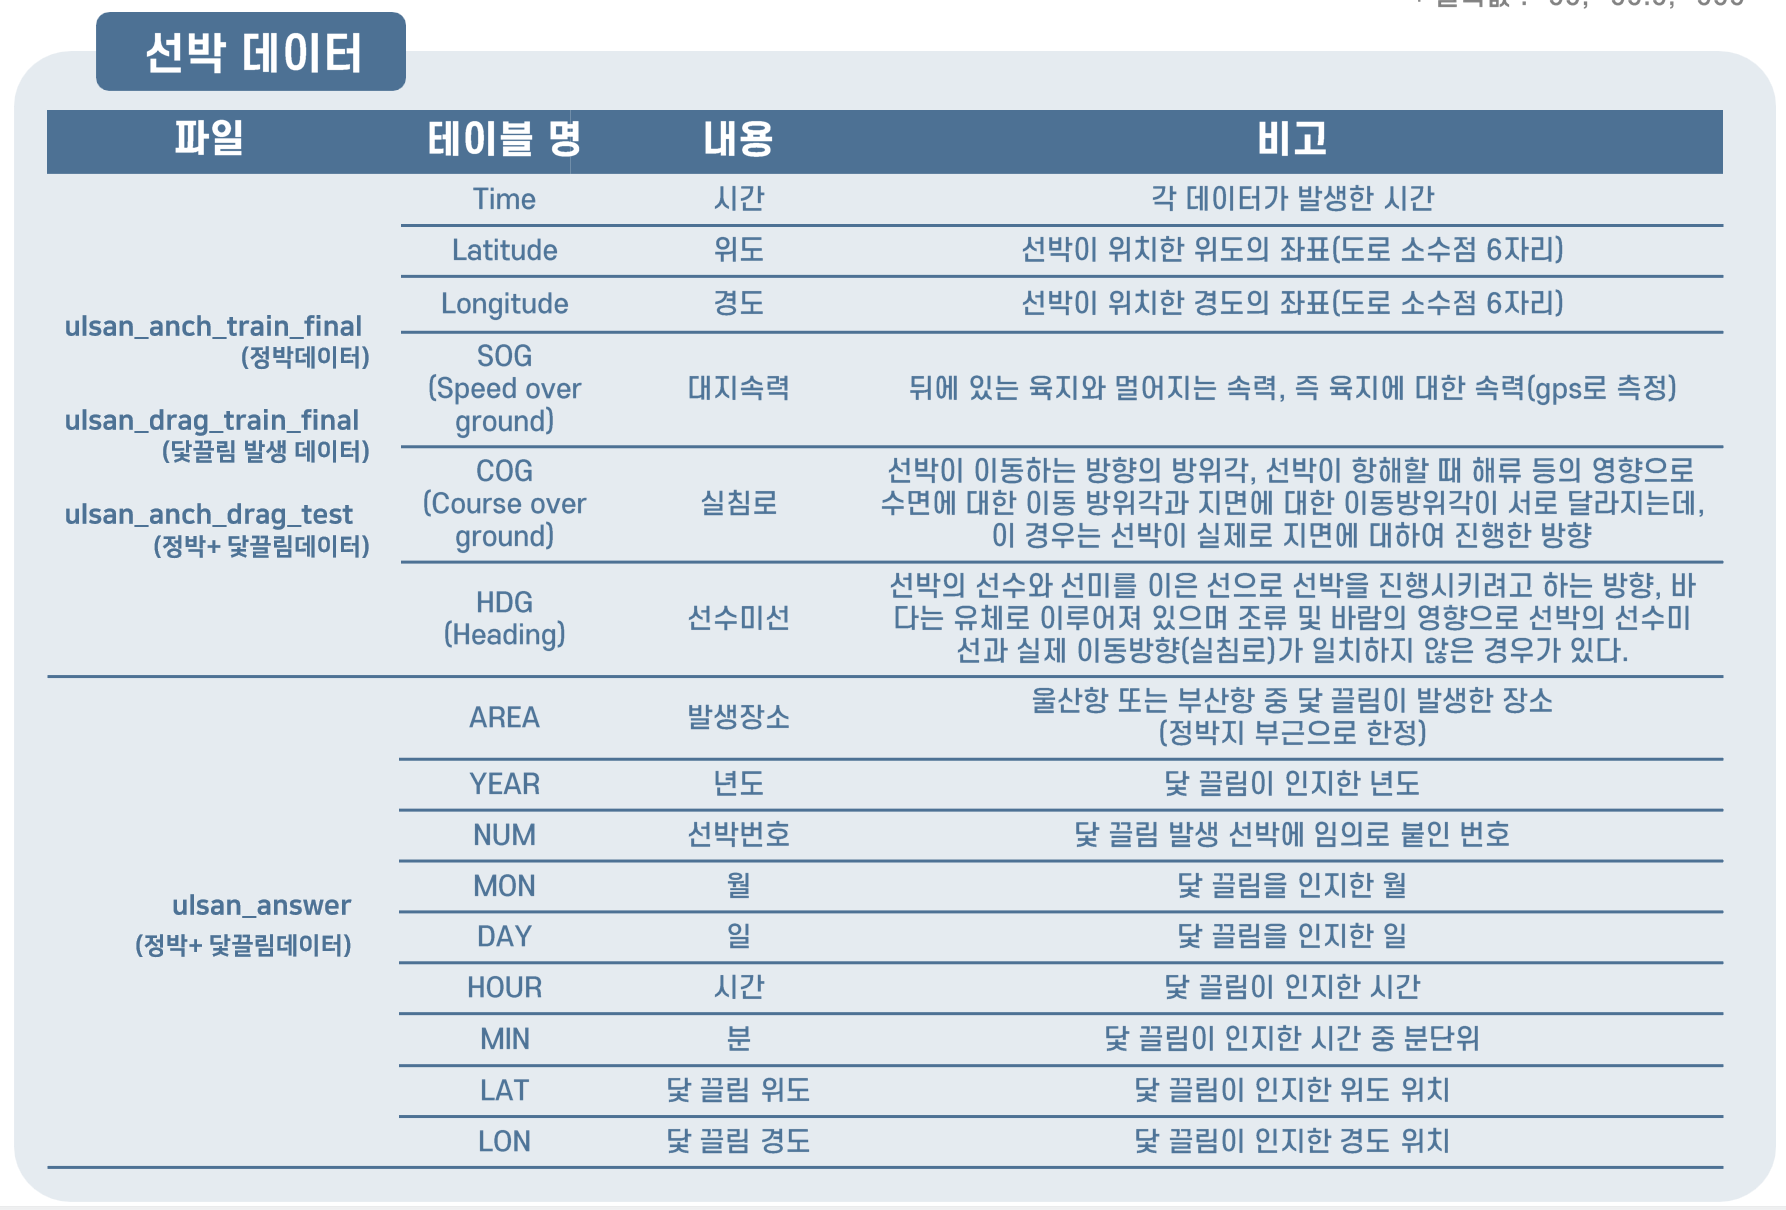 선박 데이터
파일 테이블 명 내용 비고
Time 시간 각 데이터가 발생한 시간
Latitude 위도 선박이 위치한 위도의 좌표(도로 소수점 6자리)
Longitude 경도 선박이 위치한 경도의 좌표(도로 소수점 6자리)
ulsan_anch_train_final
(정박데이터)
ulsan_drag_train_final
(닻끌림 발생 데이터)
ulsan_anch_drag_test
(정박+ 닻끌림데이터)
SOG
(Speed over
ground)
대지속력
뒤에 있는 육지와 멀어지는 속력, 즉 육지에 대한 속력(gps로 측정)
COG
(Course over
ground)
실침로
선박이 이동하는 방향의 방위각, 선박이 항해할 때 해류 등의 영향으로
수면에 대한 이동 방위각과 지면에 대한 이동방위각이 서로 달라지는데,
이 경우는 선박이 실제로 지면에 대하여 진행한 방향
HDG
(Heading)
선수미선
선박의 선수와 선미를 이은 선으로 선박을 진행시키려고 하는 방향, 바
다는 유체로 이루어져 있으며 조류 및 바람의 영향으로 선박의 선수미
선과 실제 이동방향(실침로)가 일치하지 않은 경우가 있다.
AREA 발생장소
울산항 또는 부산항 중 닻 끌림이 발생한 장소
(정박지 부근으로 한정)
YEAR 년도 닻 끌림이 인지한 년도
NUM 선박번호 닻 끌림 발생 선박에 임의로 붙인 번호
MON 월 닻 끌림을 인지한 월
ulsan_answer
(정박+ 닻끌림데이터)
DAY 일 닻 끌림을 인지한 일
HOUR 시간 닻 끌림이 인지한 시간
MIN 분 닻 끌림이 인지한 시간 중 분단위
LAT 닻 끌림 위도 닻 끌림이 인지한 위도 위치
LON 닻 끌림 경도 닻 끌림이 인지한 경도 위치